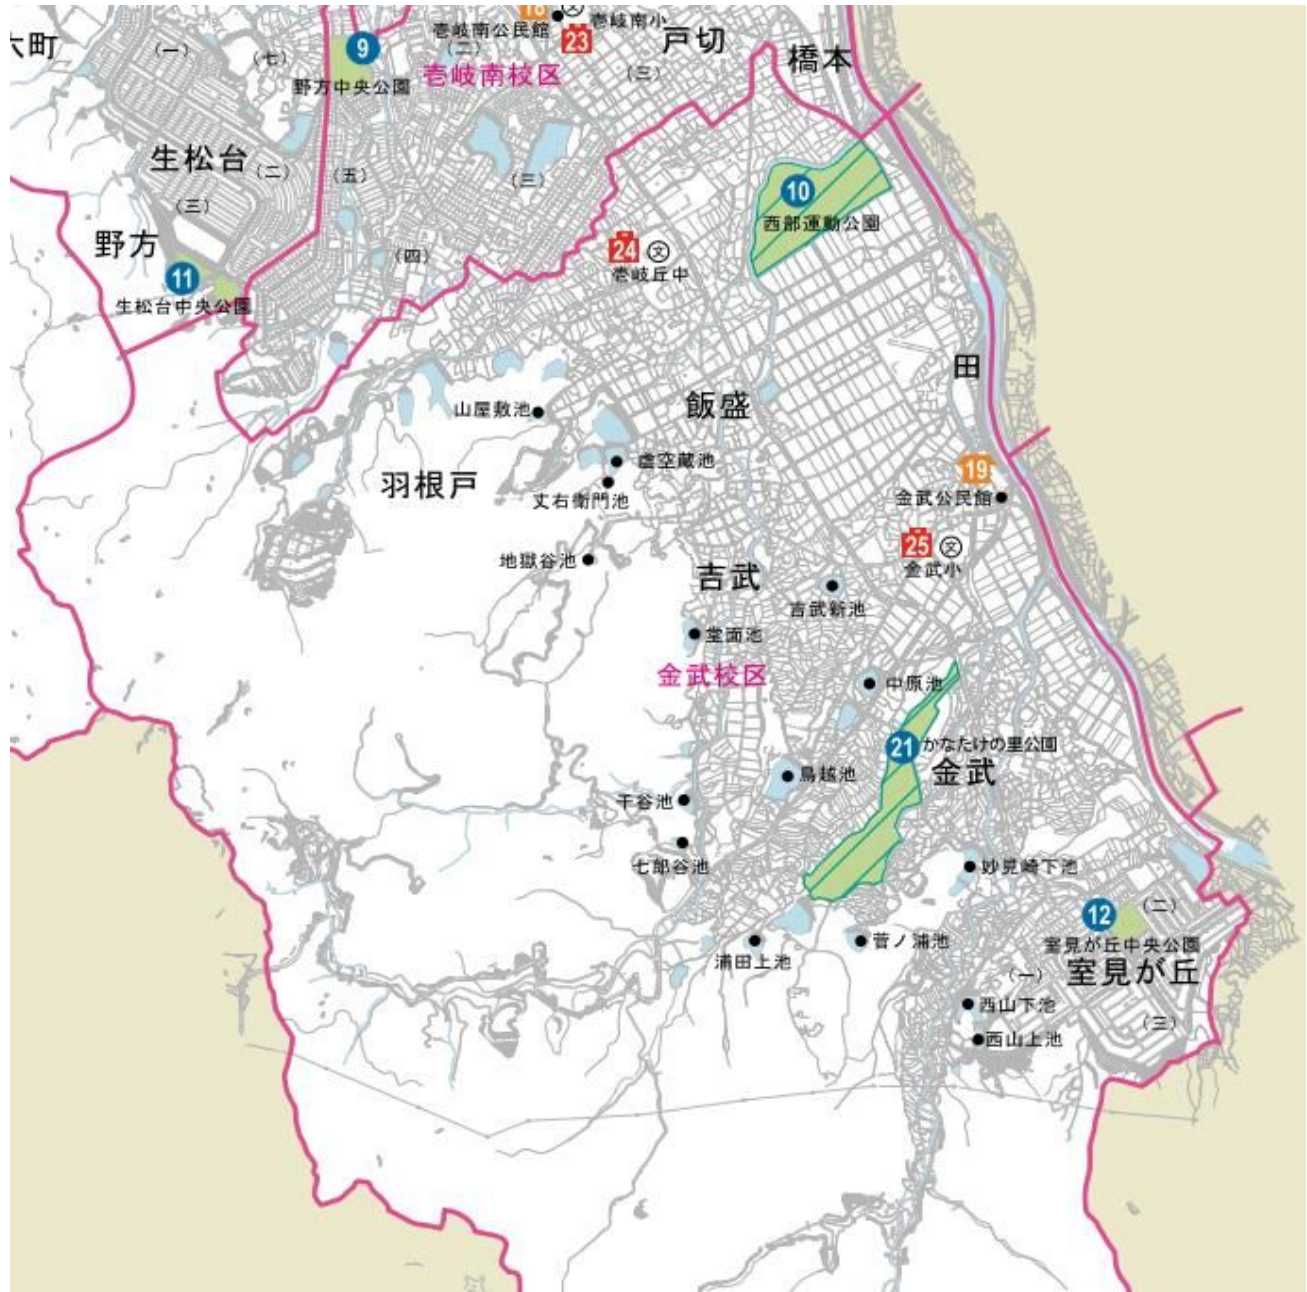 18
壱岐南小
壱岐南公民館
23
(二)
戸切
橋本
六町
(一)
(七)
9
野方中央公園
壱岐南校区
(三)
生松台
(二)
(五)
(三)
(三)
10
西部運動公園
野方
11
生松台中央公園
(四)
24
文
壱岐丘中
田
飯盛
山屋敷池
虚空蔵池
羽根戸
丈右衛門池
19
金武公民館
25
文
金武小
地獄谷池
吉武
吉武新池
堂面池
金武校区
中原池
21
かなたけの里公園
金武
鳥越池
干谷池
七郎谷池
妙見崎下池
12
(二)
室見が丘中央公園
室見が丘
(一)
(三)
浦田上池
菅ノ浦池
西山下池
西山上池